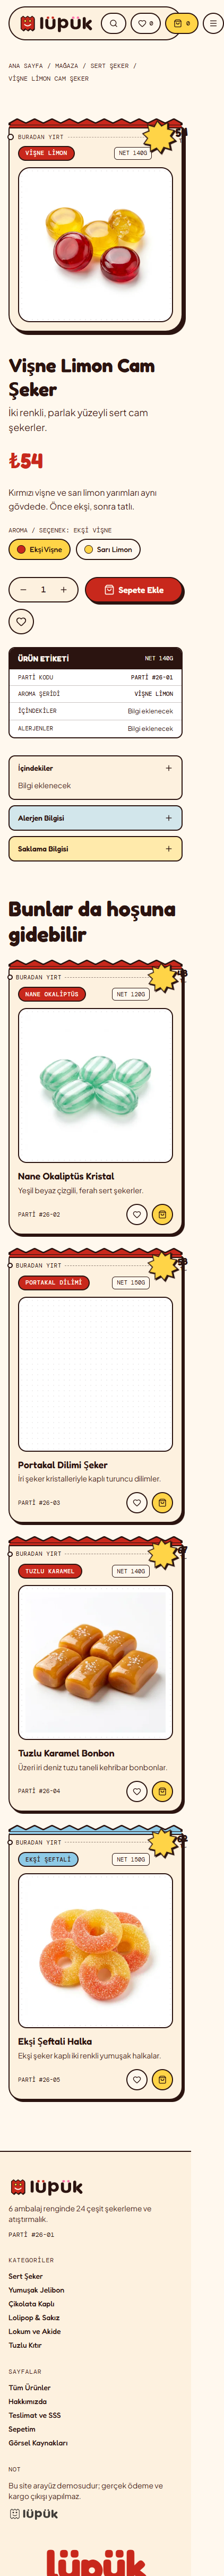 lüpük
0
0
ANA SAYFA / MAĞAZA / SERT ŞEKER /
VİŞNE LİMON CAM ŞEKER
BURADAN YIRT
VİŞNE LİMON
NET 140G
Vişne Limon Cam
Şeker
İki renkli, parlak yüzeyli sert cam
şekerler.
₺54
Kırmızı vişne ve sarı limon yarımları aynı
gövdede. Önce ekşi, sonra tatlı.
AROMA / SEÇENEK: EKŞİ VİŞNE
Ekşi Vişne
Sarı Limon
− 1 +
Sepete Ekle
ÜRÜN ETİKETİ
NET 140G
PARTİ KODU
PARTİ #26-01
AROMA ŞERİDİ
VİŞNE LİMON
İÇİNDEKİLER
Bilgi eklenecek
ALERJENLER
Bilgi eklenecek
İçindekiler +
Bilgi eklenecek
Alerjen Bilgisi +
Saklama Bilgisi +
Bunlar da hoşuna
gidebilir
BURADAN YIRT
NANE OKALİPTÜS
NET 120G
Nane Okaliptüs Kristal
Yeşil beyaz çizgili, ferah sert şekerler.
PARTİ #26-02
BURADAN YIRT
PORTAKAL DİLİMİ
NET 150G
Portakal Dilimi Şeker
İri şeker kristalleriyle kaplı turuncu dilimler.
PARTİ #26-03
BURADAN YIRT
TUZLU KARAMEL
NET 140G
Tuzlu Karamel Bonbon
Üzeri iri deniz tuzu taneli kehribar bonbonlar.
PARTİ #26-04
BURADAN YIRT
EKŞİ ŞEFTALİ
NET 150G
Ekşi Şeftali Halka
Ekşi şeker kaplı iki renkli yumuşak halkalar.
PARTİ #26-05
lüpük
6 ambalaj renginde 24 çeşit şekerleme ve
atıştırmalık.
PARTİ #26-01
KATEGORİLER
Sert Şeker
Yumuşak Jelibon
Çikolata Kaplı
Lolipop & Sakız
Lokum ve Akide
Tuzlu Kıtır
SAYFALAR
Tüm Ürünler
Hakkımızda
Teslimat ve SSS
Sepetim
Görsel Kaynakları
NOT
Bu site arayüz demosudur; gerçek ödeme ve
kargo çıkışı yapılmaz.
lüpük
lüpük